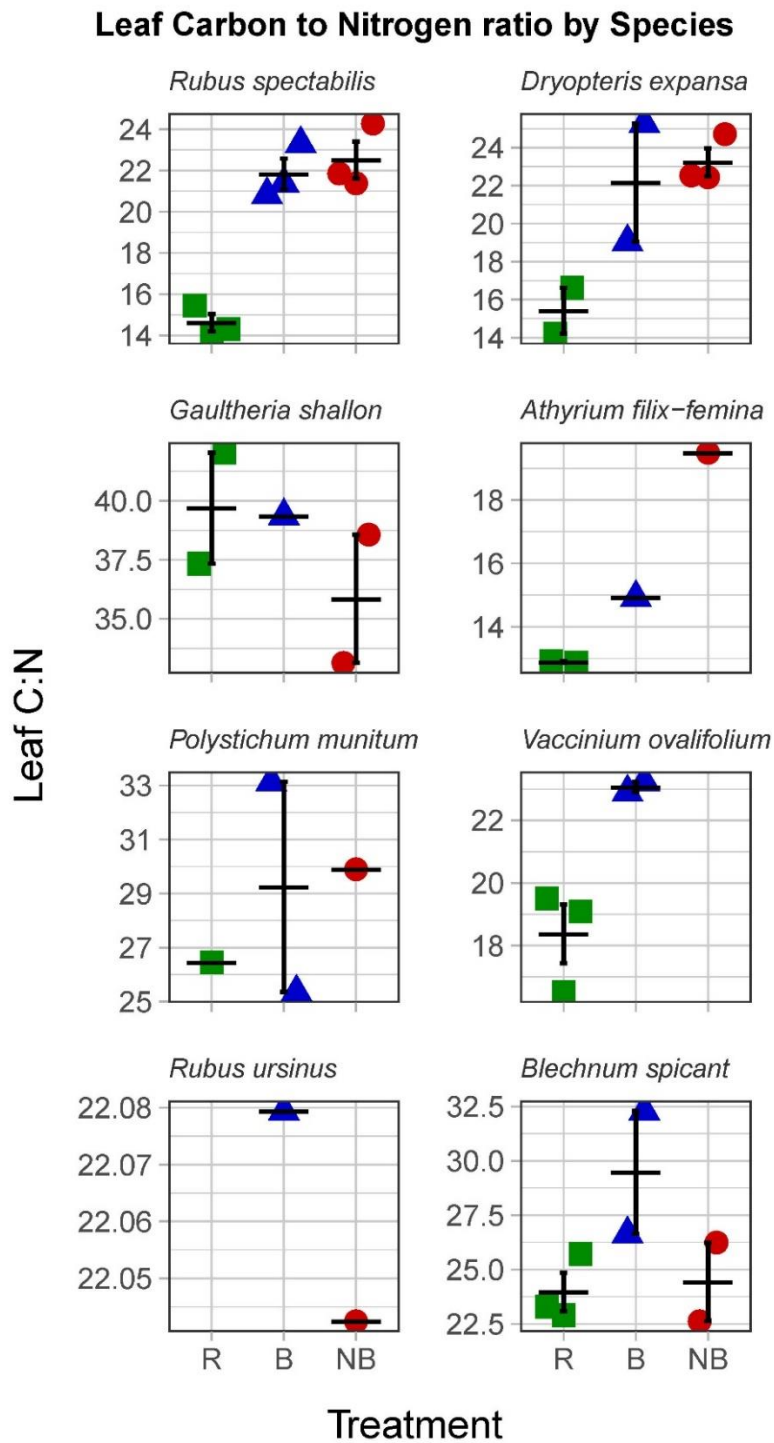 Leaf Carbon to Nitrogen ratio by Species
Rubus spectabilis
24
22
20
18
16
14
Dryopteris expansa
24
22
20
18
16
14
Gaultheria shallon
40.0
37.5
35.0
Athyrium filix−femina
18
16
14
Leaf C:N
Polystichum munitum
33
31
29
27
25
Vaccinium ovalifolium
22
20
18
Rubus ursinus
22.08
22.07
22.06
22.05
R B NB
Blechnum spicant
32.5
30.0
27.5
25.0
22.5
R B NB
Treatment